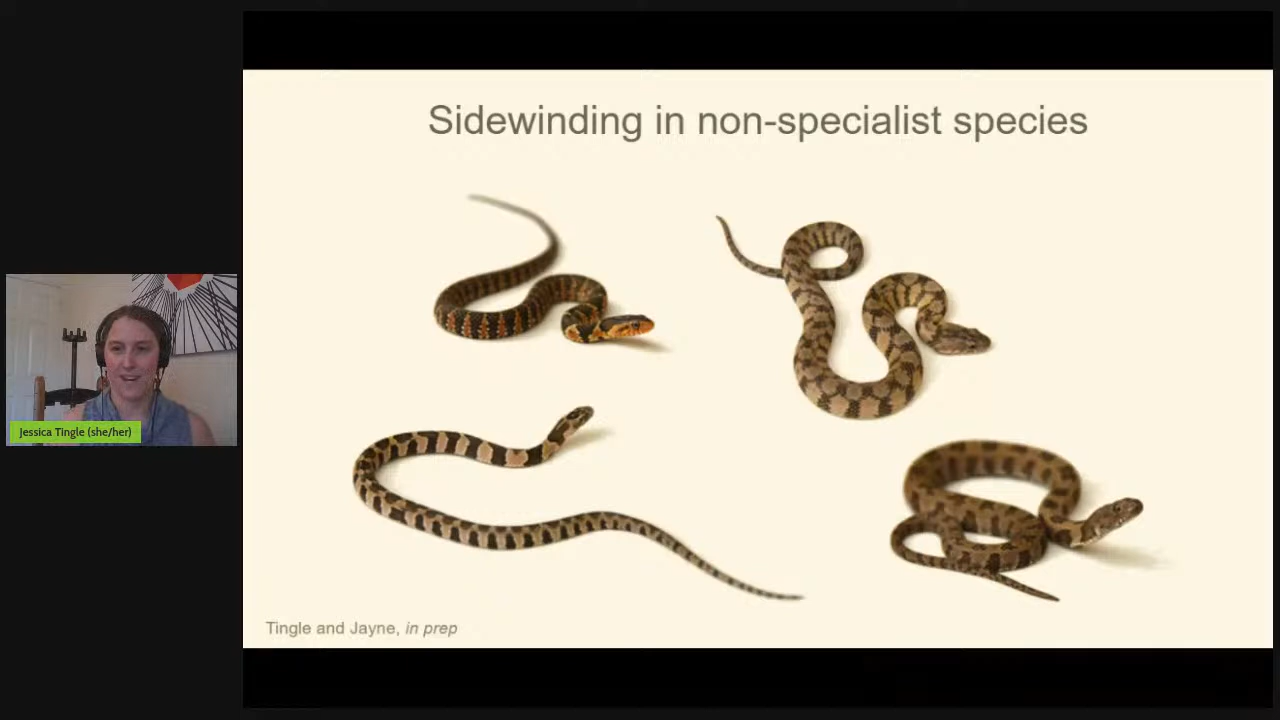 Sidewinding in non-specialist species
Jessica Tingle (she/her)
Tingle and Jayne, in prep